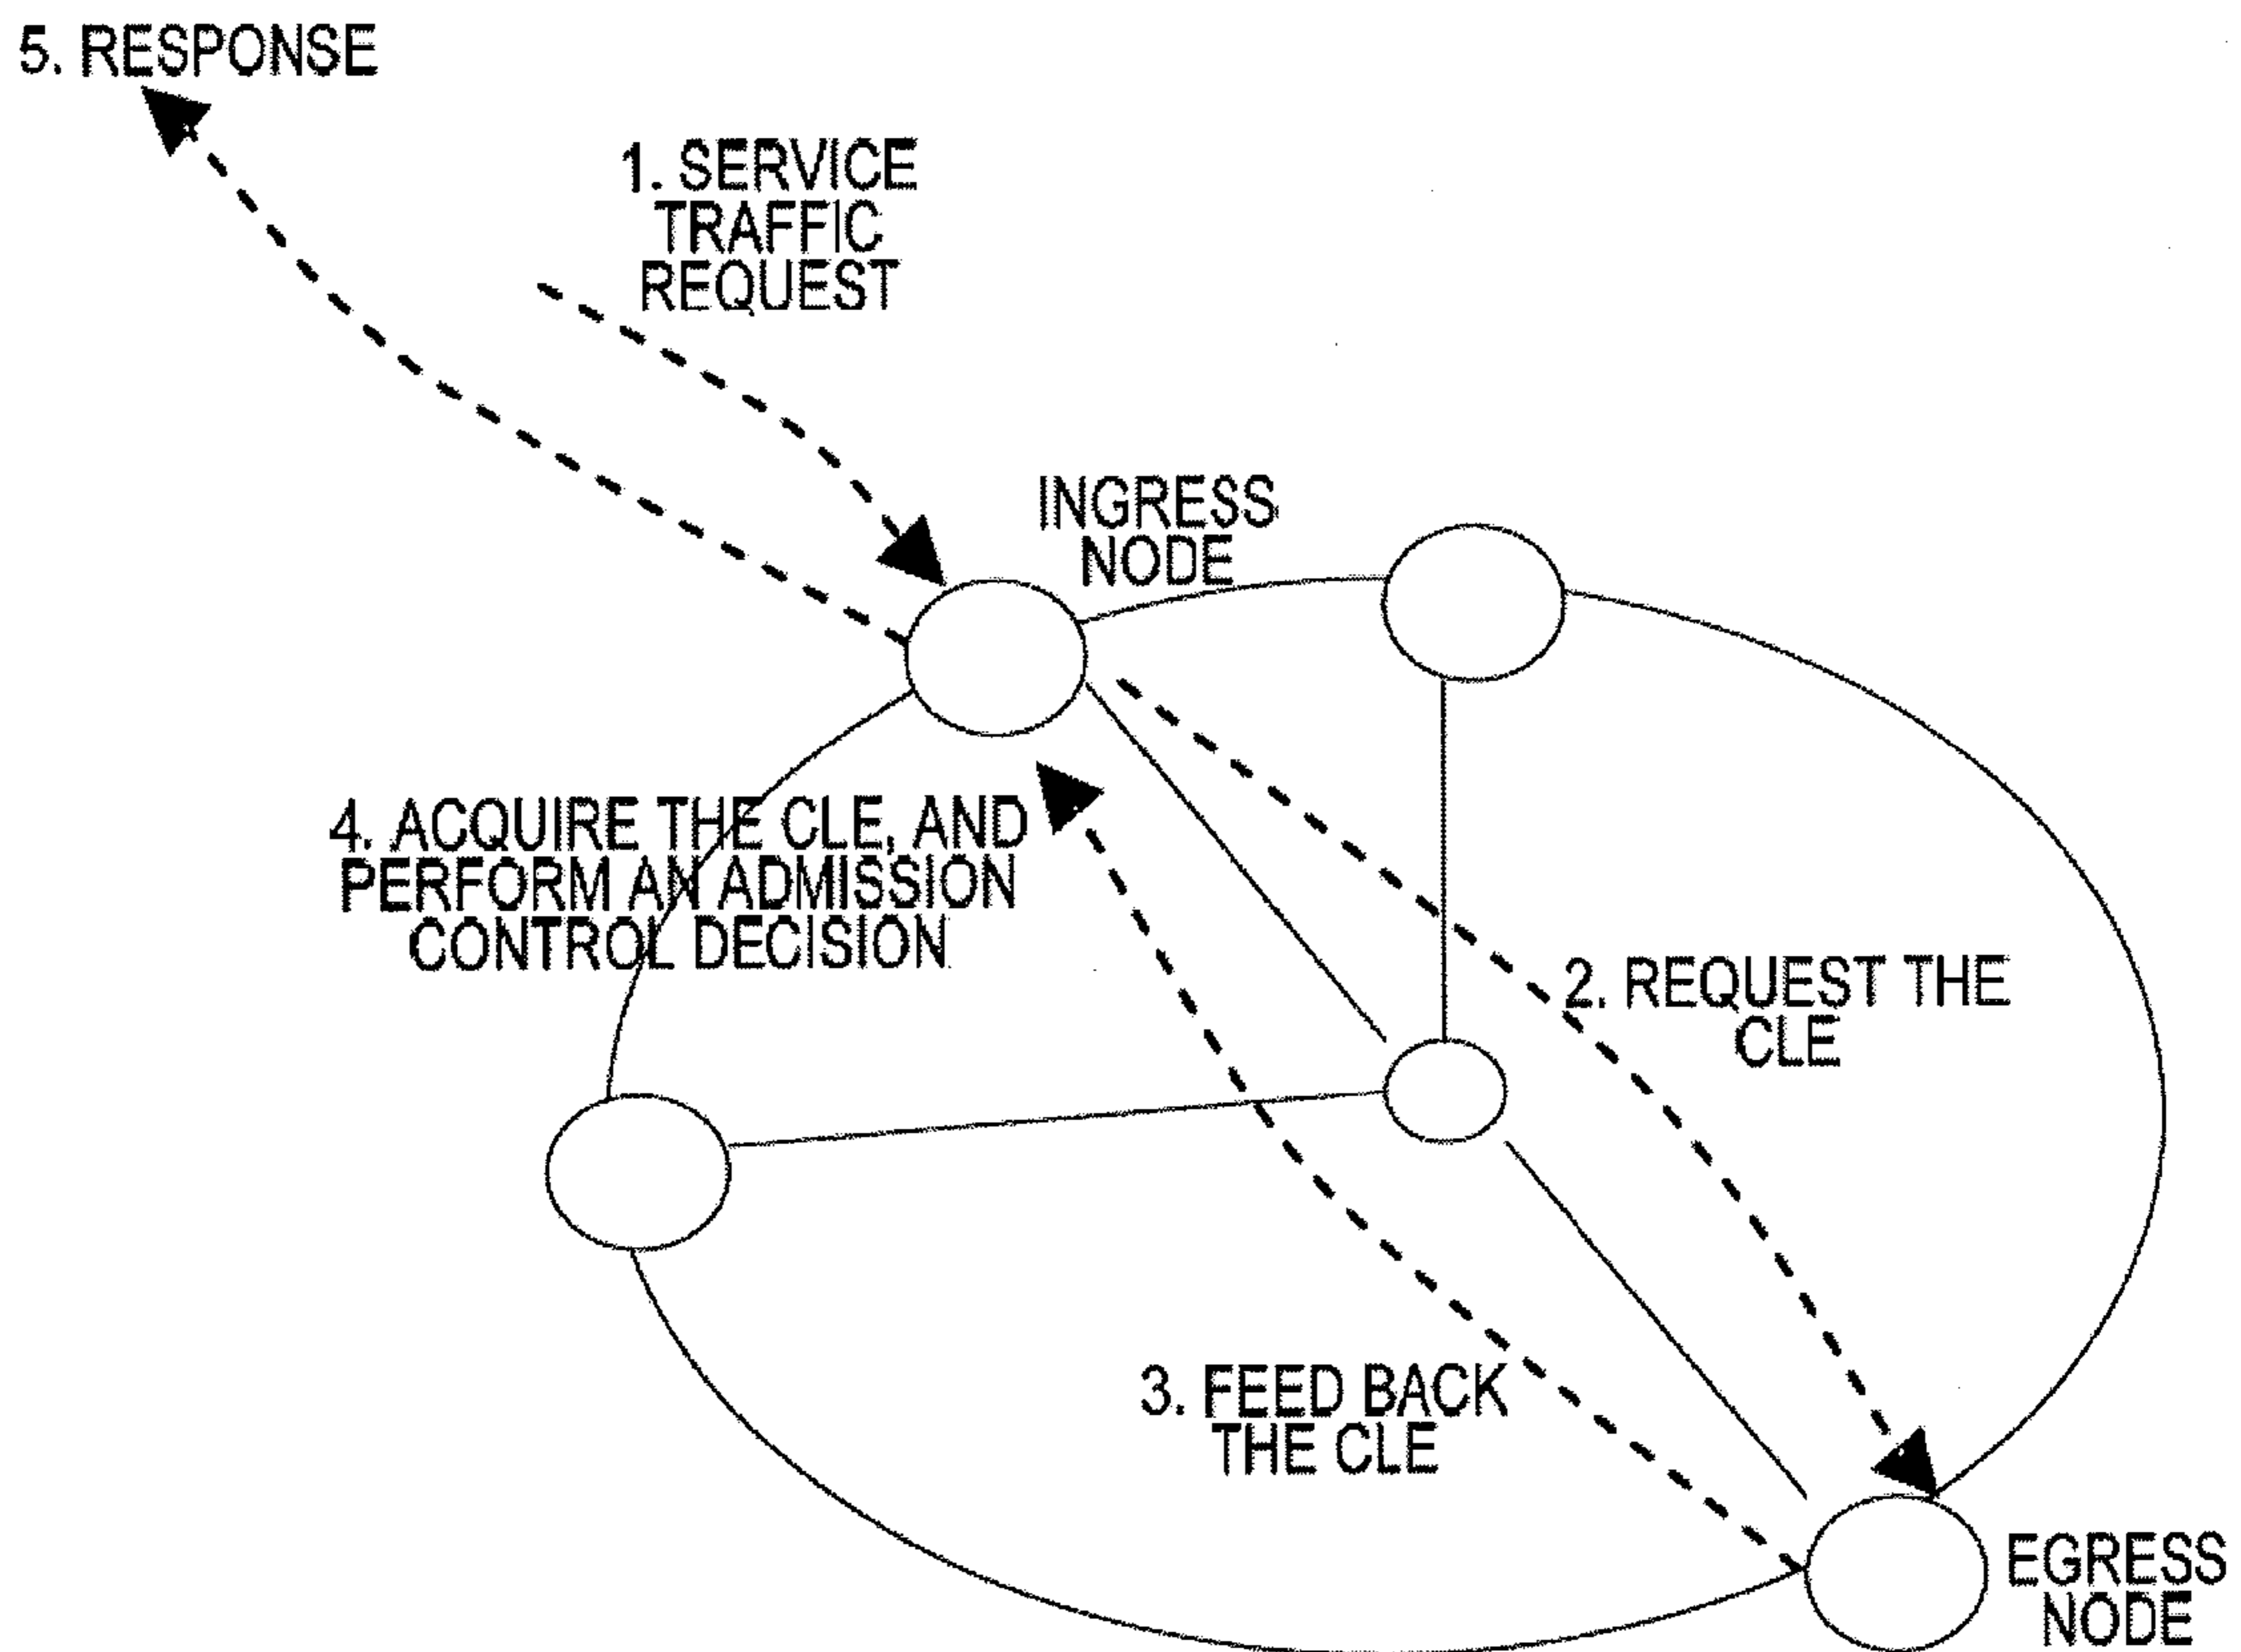 5. RESPONSE
1. SERVICE
TRAFFIC
REQUEST
INGRESS
NODE
4. ACQUIRE THE CLE, AND
PERFORM AN ADMISSION
CONTROL DECISION
2. REQUEST THE
CLE
3. FEED BACK
THE CLE
EGRESS
NODE